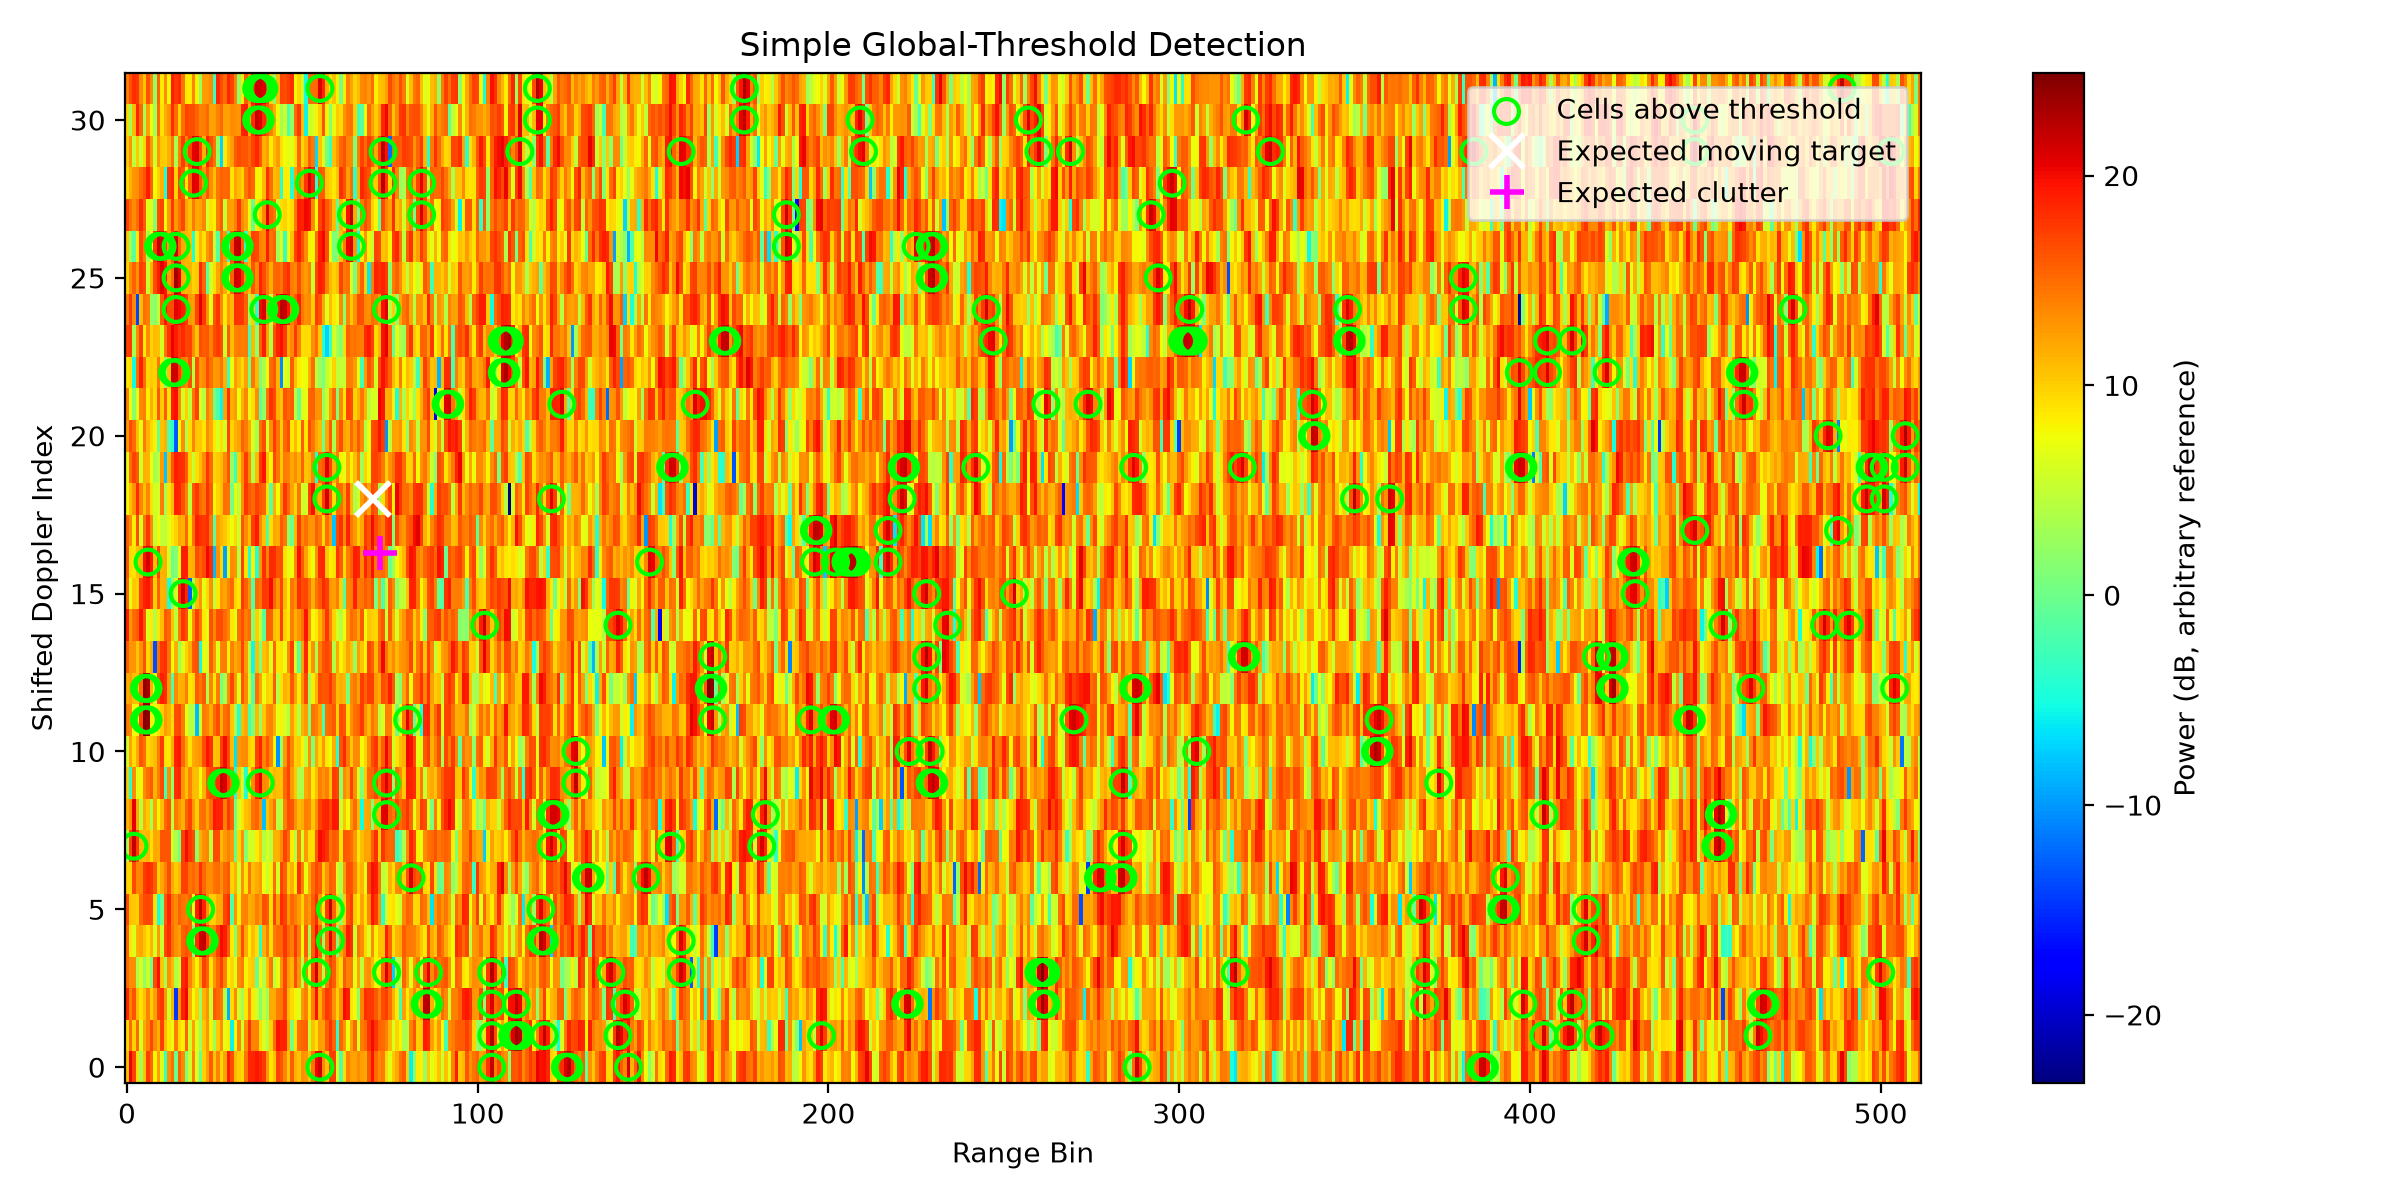 Simple Global-Threshold Detection
Cells above threshold
Expected moving target
Expected clutter
30
25
20
15
10
5
0
Shifted Doppler Index
0 100 200 300 400 500
Range Bin
20
10
0
−10
−20
Power (dB, arbitrary reference)